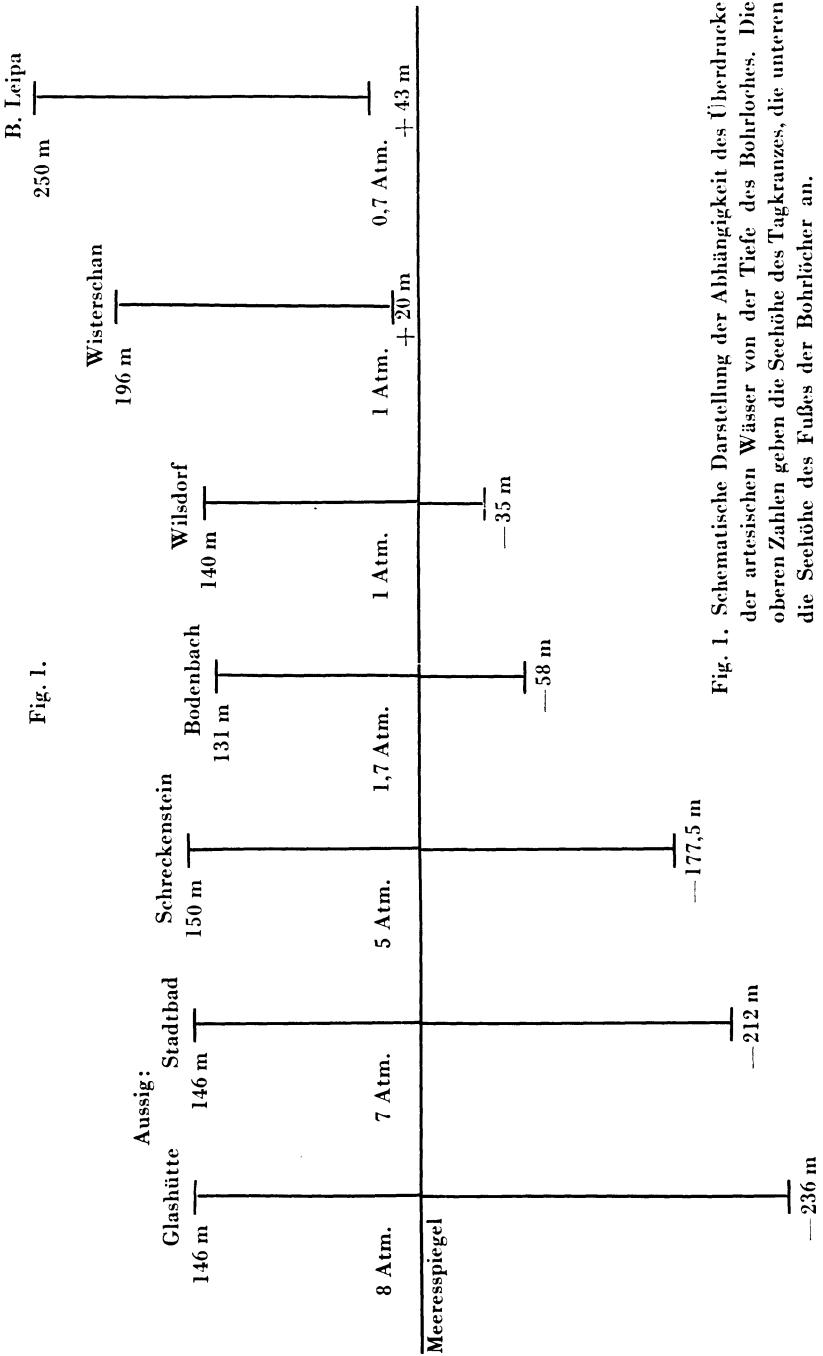 Fig. 1.
Aussig:
Glashütte
146 m
8 Atm.
—236 m
Stadtbad
146 m
7 Atm.
—212 m
Schreckenstein
150 m
5 Atm.
—177,5 m
Bodenbach
131 m
1,7 Atm.
—58 m
Wilsdorf
140 m
1 Atm.
—35 m
Wisterschan
196 m
1 Atm.
+ 20 m
B. Leipa
250 m
0,7 Atm.
+ 43 m
Meeresspiegel
Fig. 1. Schematische Darstellung der Abhängigkeit des Überdrucke
der artesischen Wässer von der Tiefe des Bohrloches. Die
oberen Zahlen geben die Seehöhe des Tagkranzes, die unteren
die Seehöhe des Fußes der Bohrlöcher an.